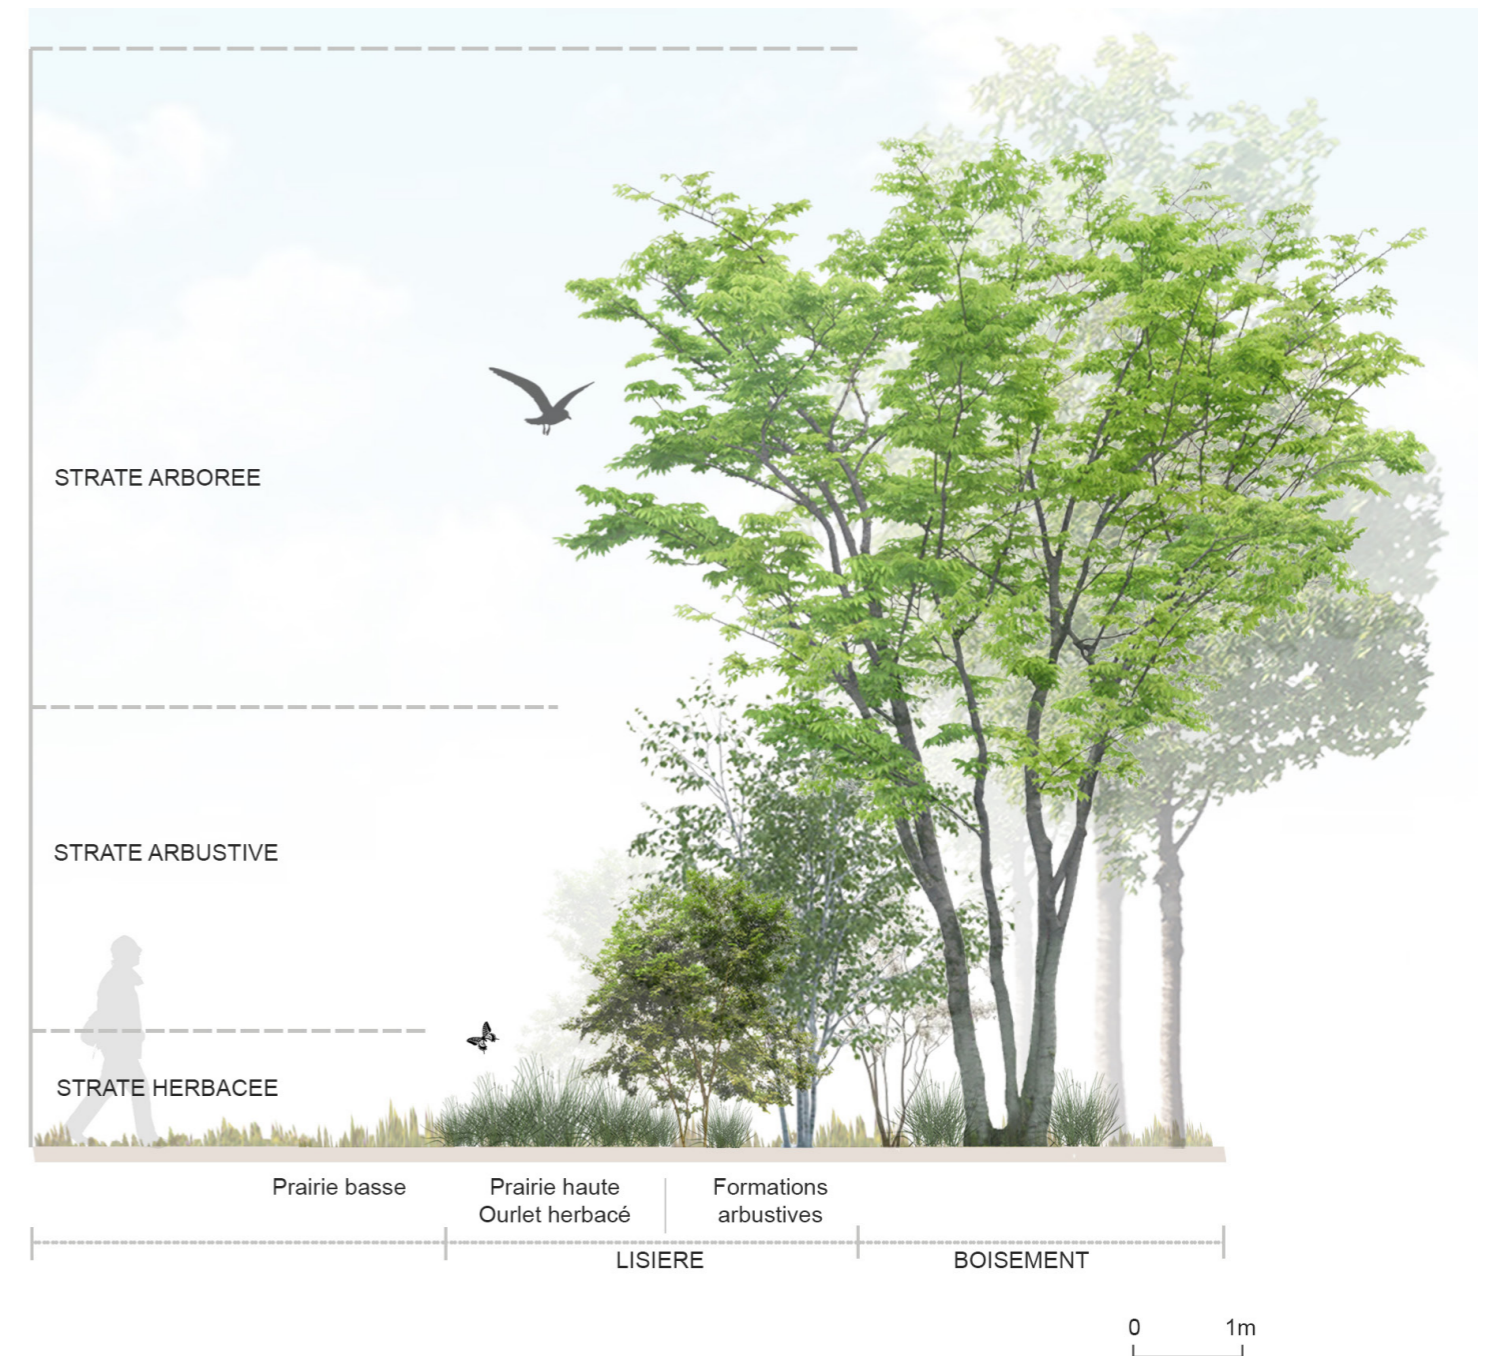 STRATE ARBOREE
STRATE ARBUSTIVE
STRATE HERBACEE
Prairie basse
Prairie haute
Ourlet herbacé
Formations
arbustives
LISIERE
BOISEMENT
0 1m